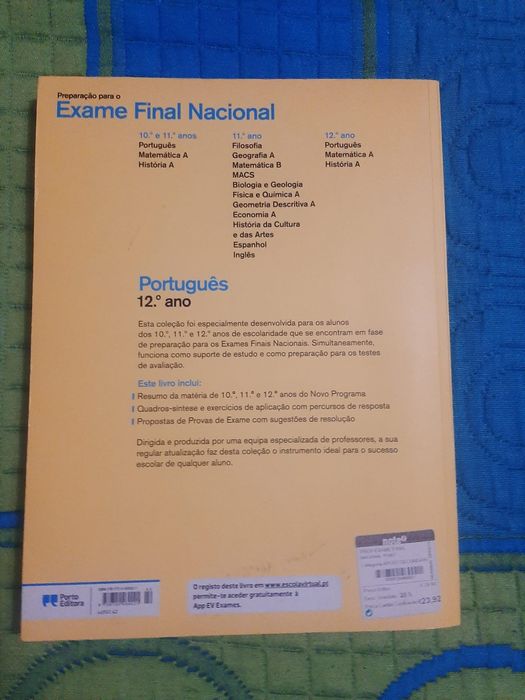 Preparação para o
Exame Final Nacional
10.º e 11.º anos
Português
Matemática A
História A
11.º ano
Filosofia
Geografia A
Matemática B
MACS
Biologia e Geologia
Física e Química A
Geometria Descritiva A
Economia A
História da Cultura
e das Artes
Espanhol
Inglês
12.º ano
Português
Matemática A
História A
Português
12.º ano
Esta coleção foi especialmente desenvolvida para os alunos
dos 10.º, 11.º e 12.º anos de escolaridade que se encontram em fase
de preparação para os Exames Finais Nacionais. Simultaneamente,
funciona como suporte de estudo e como preparação para os testes
de avaliação.
Este livro inclui:
Resumo da matéria de 10.º, 11.º e 12.º anos do Novo Programa
Quadros-síntese e exercícios de aplicação com percursos de resposta
Propostas de Provas de Exame com sugestões de resolução
Dirigida e produzida por uma equipa especializada de professores, a sua
regular atualização faz desta coleção o instrumento ideal para o sucesso
escolar de qualquer aluno.
Porto
Editora
O registo deste livro em www.escolavirtual.pt
permite-te aceder gratuitamente à
App EV Exames.
note!
€23,92